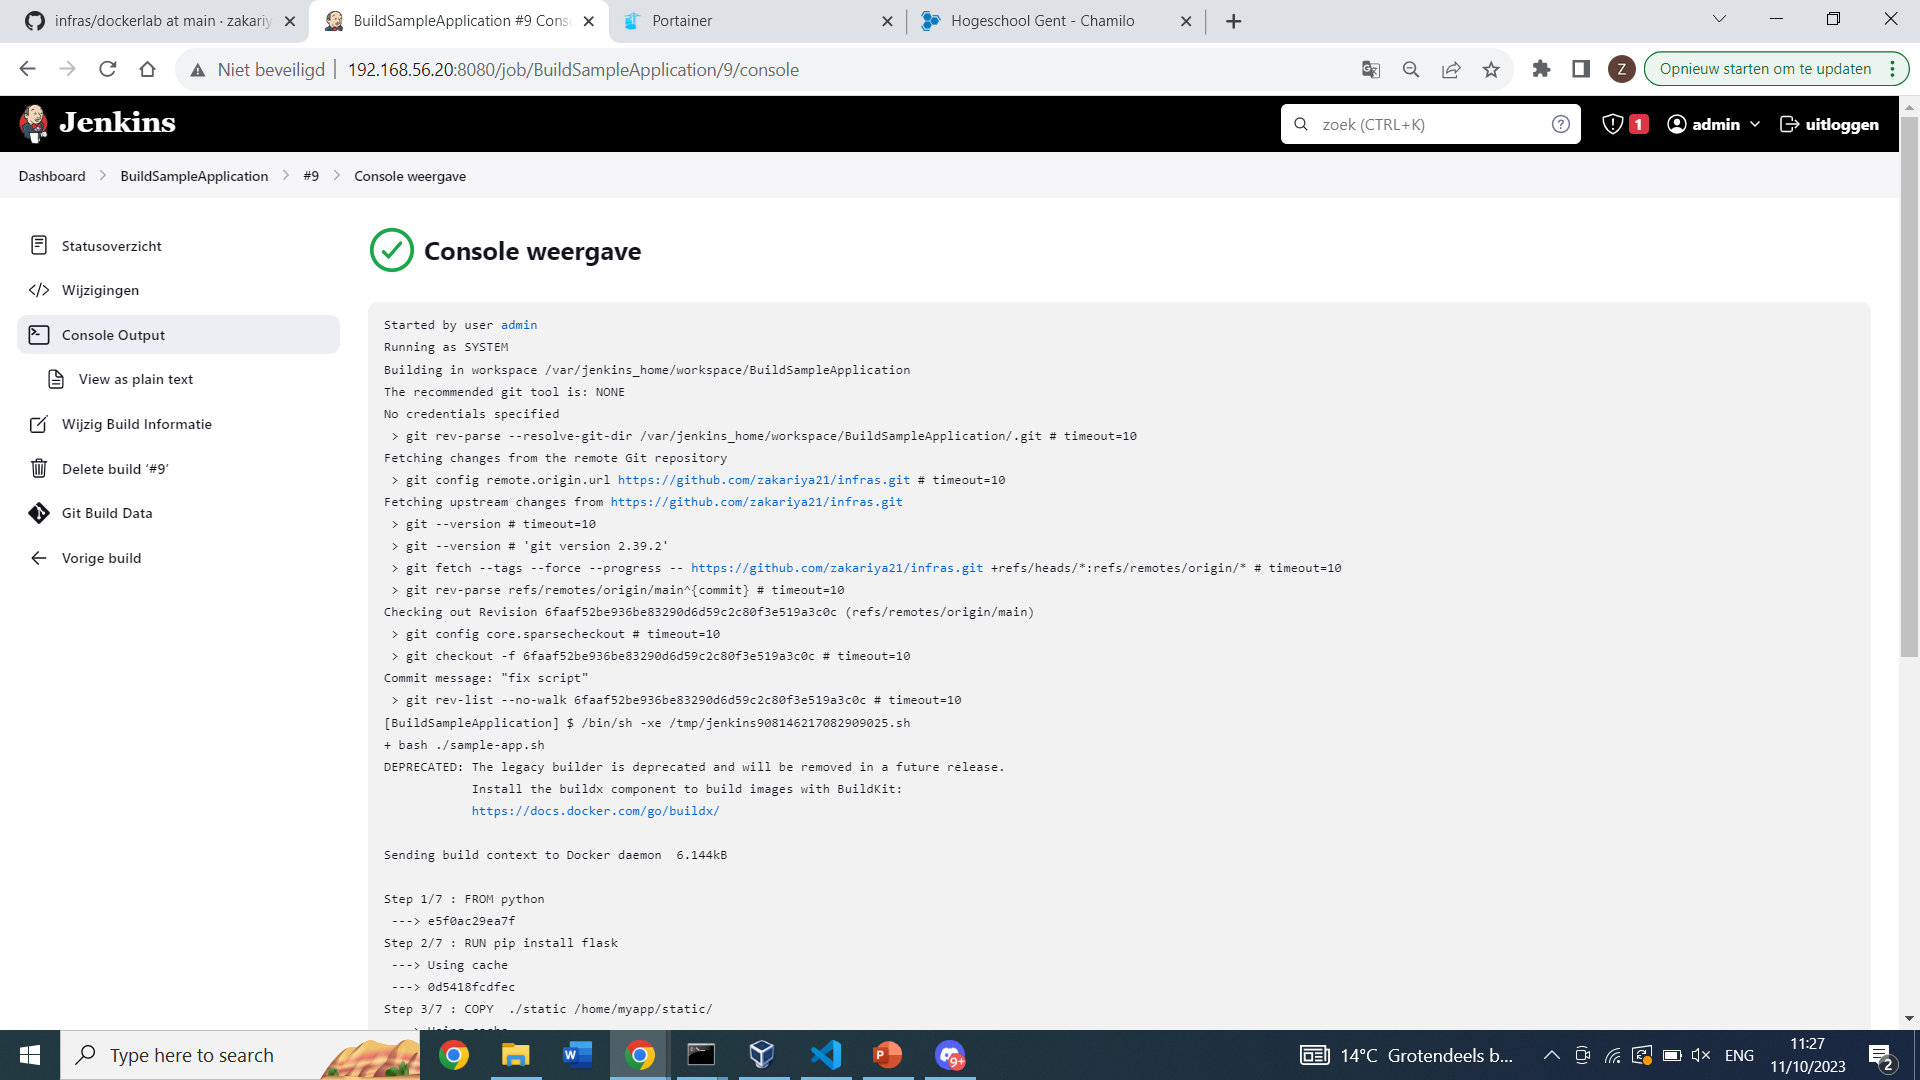 infras/dockerlab at main · zakariy
BuildSampleApplication #9 Cons
Portainer
Hogeschool Gent - Chamilo
Niet beveiligd
192.168.56.20:8080/job/BuildSampleApplication/9/console
Z
Opnieuw starten om te updaten
Jenkins
zoek (CTRL+K)
1
admin
uitloggen
Dashboard
BuildSampleApplication
#9
Console weergave
Statusoverzicht
Wijzigingen
Console Output
View as plain text
Wijzig Build Informatie
Delete build ‘#9’
Git Build Data
Vorige build
Console weergave
Started by user admin
Running as SYSTEM
Building in workspace /var/jenkins_home/workspace/BuildSampleApplication
The recommended git tool is: NONE
No credentials specified
> git rev-parse --resolve-git-dir /var/jenkins_home/workspace/BuildSampleApplication/.git # timeout=10
Fetching changes from the remote Git repository
> git config remote.origin.url https://github.com/zakariya21/infras.git # timeout=10
Fetching upstream changes from https://github.com/zakariya21/infras.git
> git --version # timeout=10
> git --version # 'git version 2.39.2'
> git fetch --tags --force --progress -- https://github.com/zakariya21/infras.git +refs/heads/*:refs/remotes/origin/* # timeout=10
> git rev-parse refs/remotes/origin/main^{commit} # timeout=10
Checking out Revision 6faaf52be936be83290d6d59c2c80f3e519a3c0c (refs/remotes/origin/main)
> git config core.sparsecheckout # timeout=10
> git checkout -f 6faaf52be936be83290d6d59c2c80f3e519a3c0c # timeout=10
Commit message: "fix script"
> git rev-list --no-walk 6faaf52be936be83290d6d59c2c80f3e519a3c0c # timeout=10
[BuildSampleApplication] $ /bin/sh -xe /tmp/jenkins908146217082909025.sh
+ bash ./sample-app.sh
DEPRECATED: The legacy builder is deprecated and will be removed in a future release.
Install the buildx component to build images with BuildKit:
https://docs.docker.com/go/buildx/
Sending build context to Docker daemon  6.144kB
Step 1/7 : FROM python
---> e5f0ac29ea7f
Step 2/7 : RUN pip install flask
---> Using cache
---> 0d5418fcdfec
Step 3/7 : COPY  ./static /home/myapp/static/
---> Using cache
Type here to search
9+
14°C Grotendeels b...
ENG
11:27
11/10/2023
2